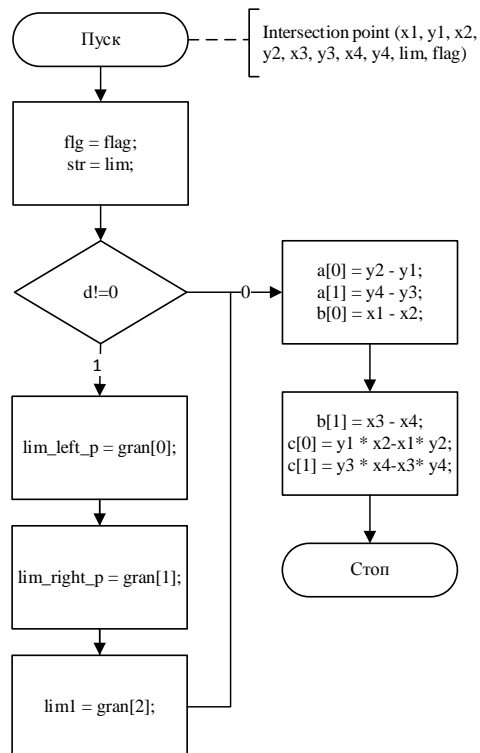 Пуск
Intersection point (x1, y1, x2,
y2, x3, y3, x4, y4, lim, flag)
flg = flag;
str = lim;
d!=0
0
1
a[0] = y2 - y1;
a[1] = y4 - y3;
b[0] = x1 - x2;
lim_left_p = gran[0];
b[1] = x3 - x4;
c[0] = y1 * x2-x1* y2;
c[1] = y3 * x4-x3* y4;
lim_right_p = gran[1];
Стоп
lim1 = gran[2];